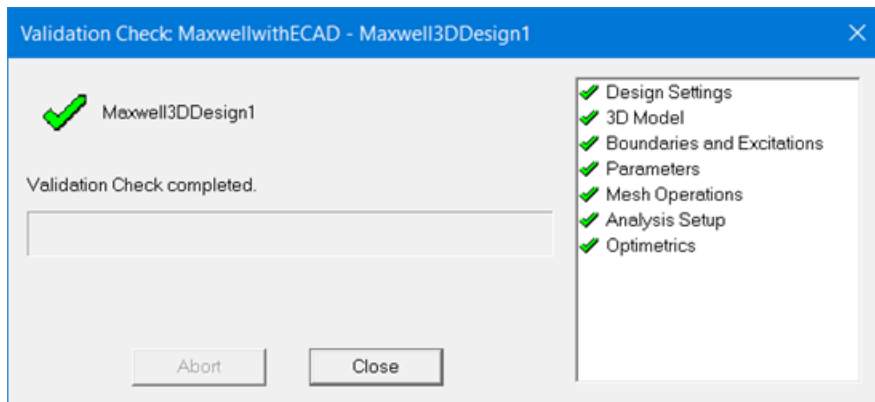 Validation Check: MaxwellwithECAD - Maxwell3DDesign1
Maxwell3DDesign1
Validation Check completed.
Design Settings
3D Model
Boundaries and Excitations
Parameters
Mesh Operations
Analysis Setup
Optimetrics
Abort
Close